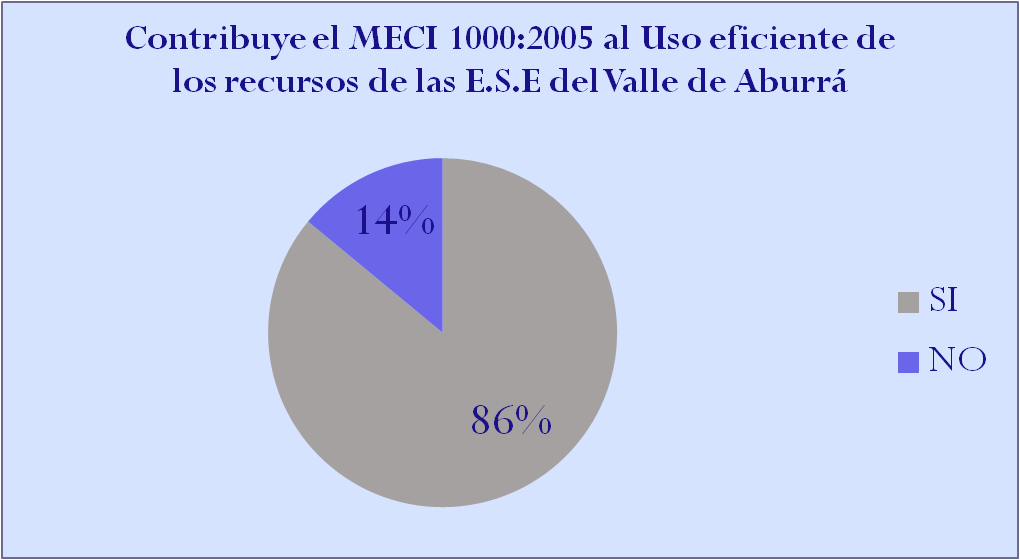 Contribuye el MECI 1000:2005 al Uso eficiente de
los recursos de las E.S.E del Valle de Aburrá
14%
86%
SI
NO